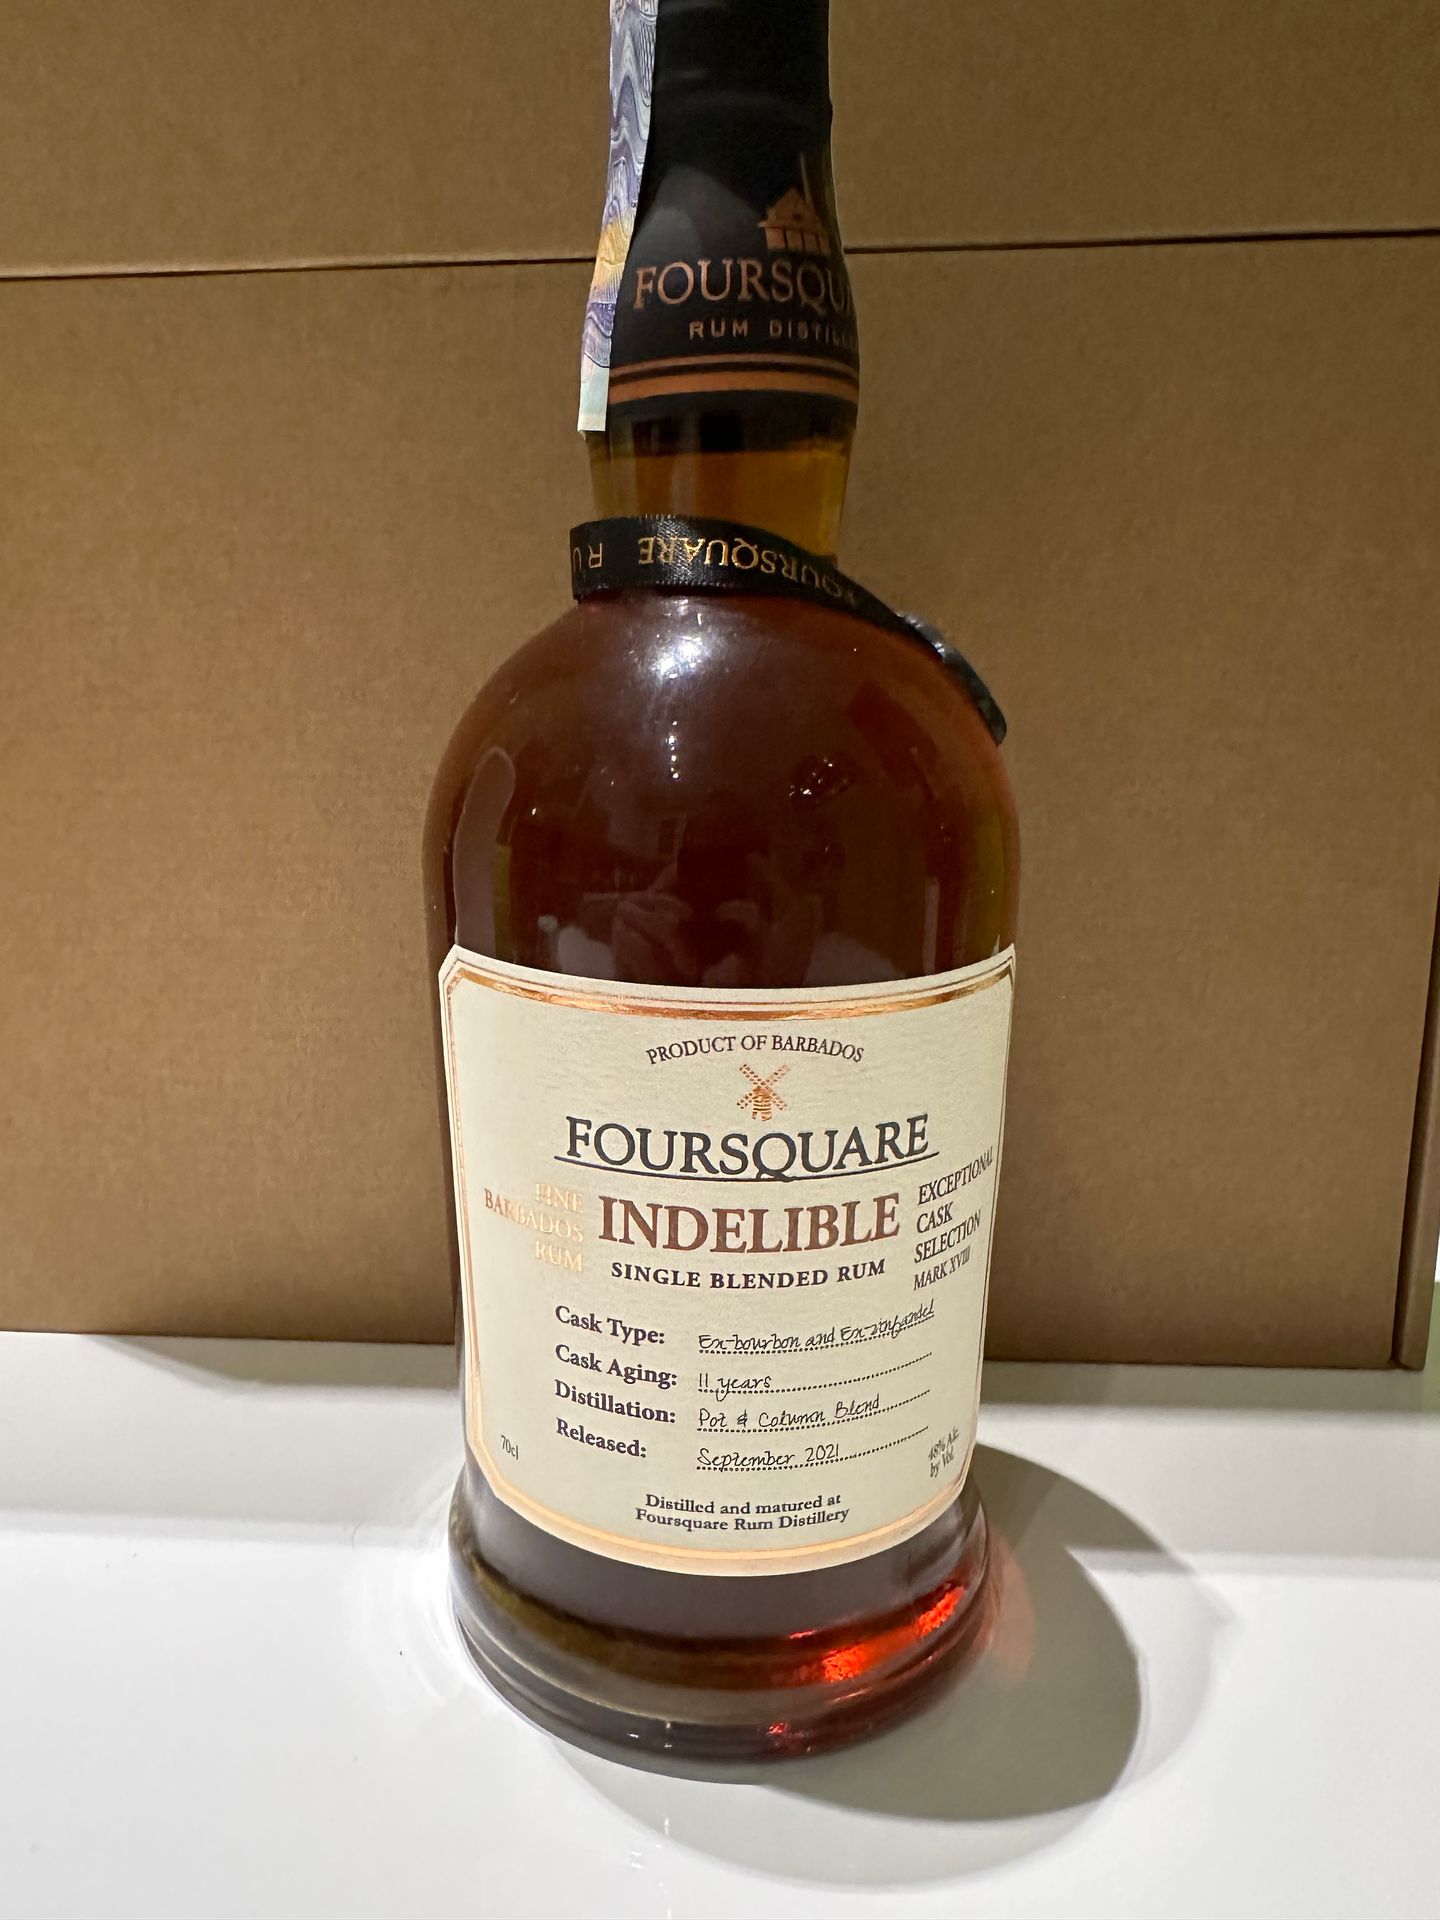 FOURSQUA
RUM DISTILLE
FOURSQUARE R
FOURSQUARE
PRODUCT OF BARBADOS
FOURSQUARE
FINE
BARBADOS
RUM
INDELIBLE
SINGLE BLENDED RUM
EXCEPTIONAL
CASK
SELECTION
MARK XVIII
Cask Type: Ex-bourbon and Ex-zinfandel
Cask Aging: 11 years
Distillation: Pot & Column Blend
Released: September 2021
70cl
48% Alc.
by Vol.
Distilled and matured at
Foursquare Rum Distillery